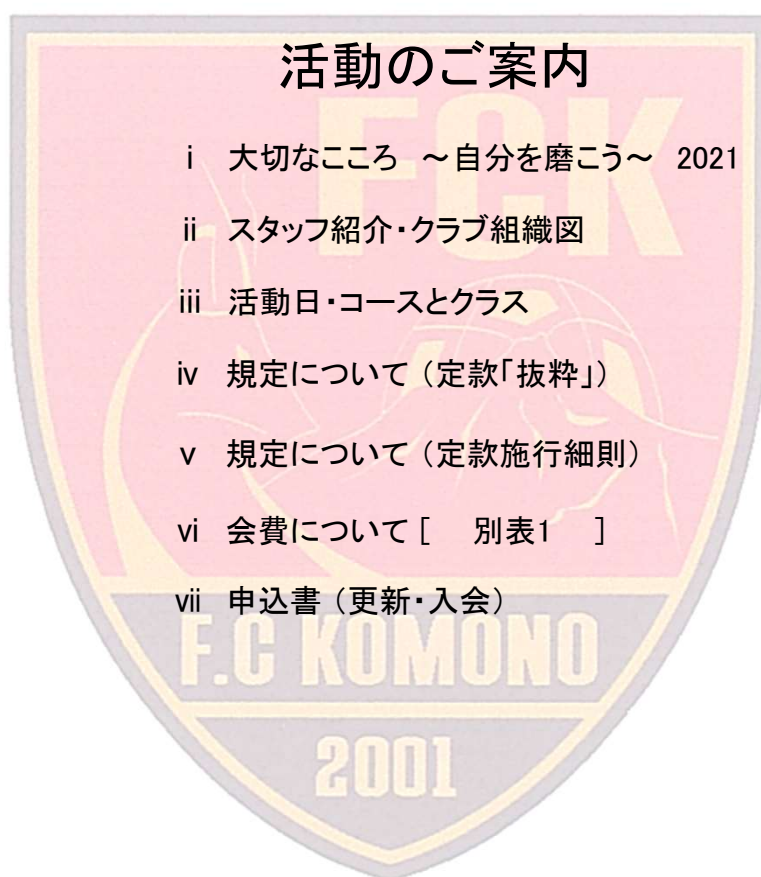 活動のご案内
FCK
i 大切なこころ ～自分を磨こう～ 2021
ii スタッフ紹介・クラブ組織図
iii 活動日・コースとクラス
iv 規定について（定款「抜粋」）
v 規定について（定款施行細則）
vi 会費について［ 別表1 ］
vii 申込書（更新・入会）
F.C KOMONO
2001